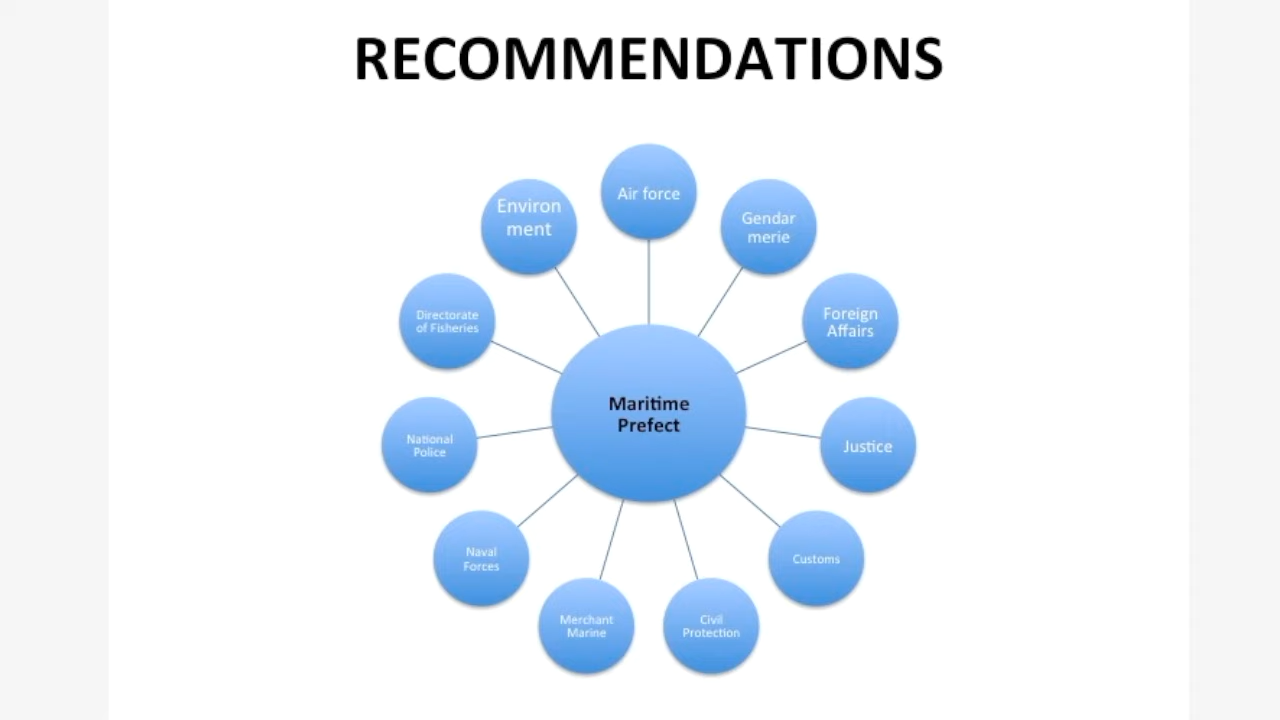 RECOMMENDATIONS
Air force
Gendar
merie
Foreign
Affairs
Justice
Customs
Civil
Protection
Merchant
Marine
Naval
Forces
National
Police
Directorate
of Fisheries
Environ
ment
Maritime
Prefect